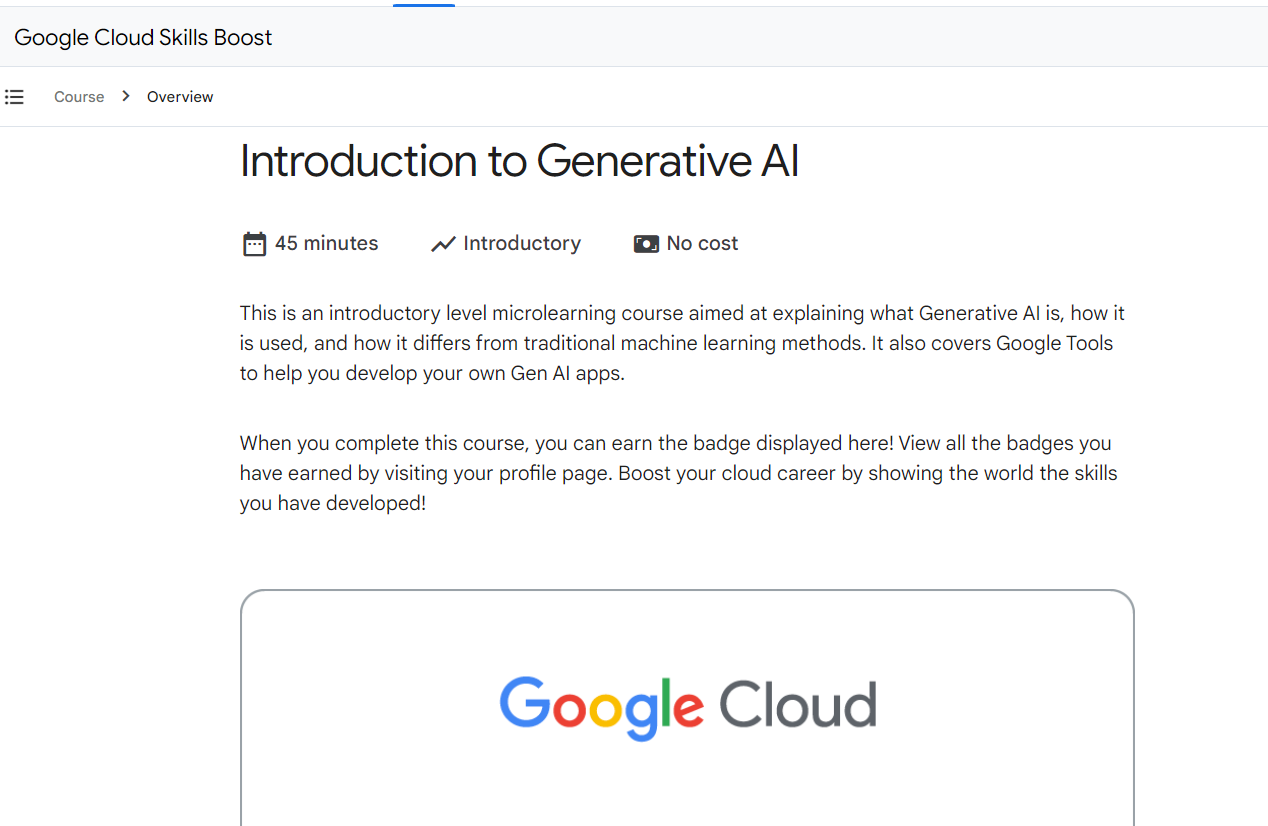 Google Cloud Skills Boost
Course > Overview
Introduction to Generative AI
45 minutes Introductory No cost
This is an introductory level microlearning course aimed at explaining what Generative AI is, how it
is used, and how it differs from traditional machine learning methods. It also covers Google Tools
to help you develop your own Gen AI apps.
When you complete this course, you can earn the badge displayed here! View all the badges you
have earned by visiting your profile page. Boost your cloud career by showing the world the skills
you have developed!
Google Cloud